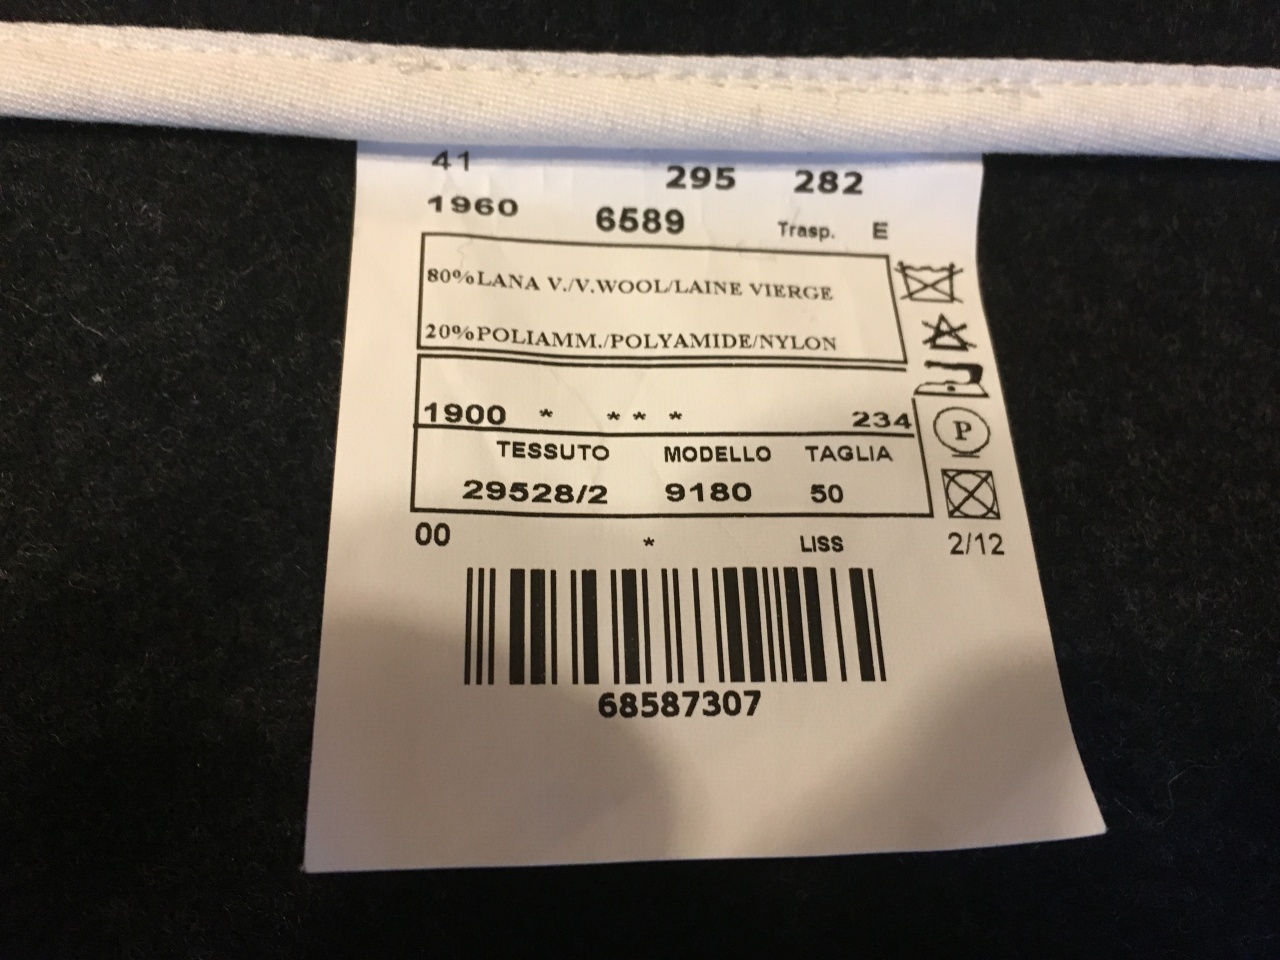 41 295 282
1960 6589 Trasp. E
80%LANA V./V.WOOL/LAINE VIERGE
20%POLIAMM./POLYAMIDE/NYLON
1900 * * * * 234
P
TESSUTO MODELLO TAGLIA
29528/2 9180 50
00 * LISS 2/12
68587307